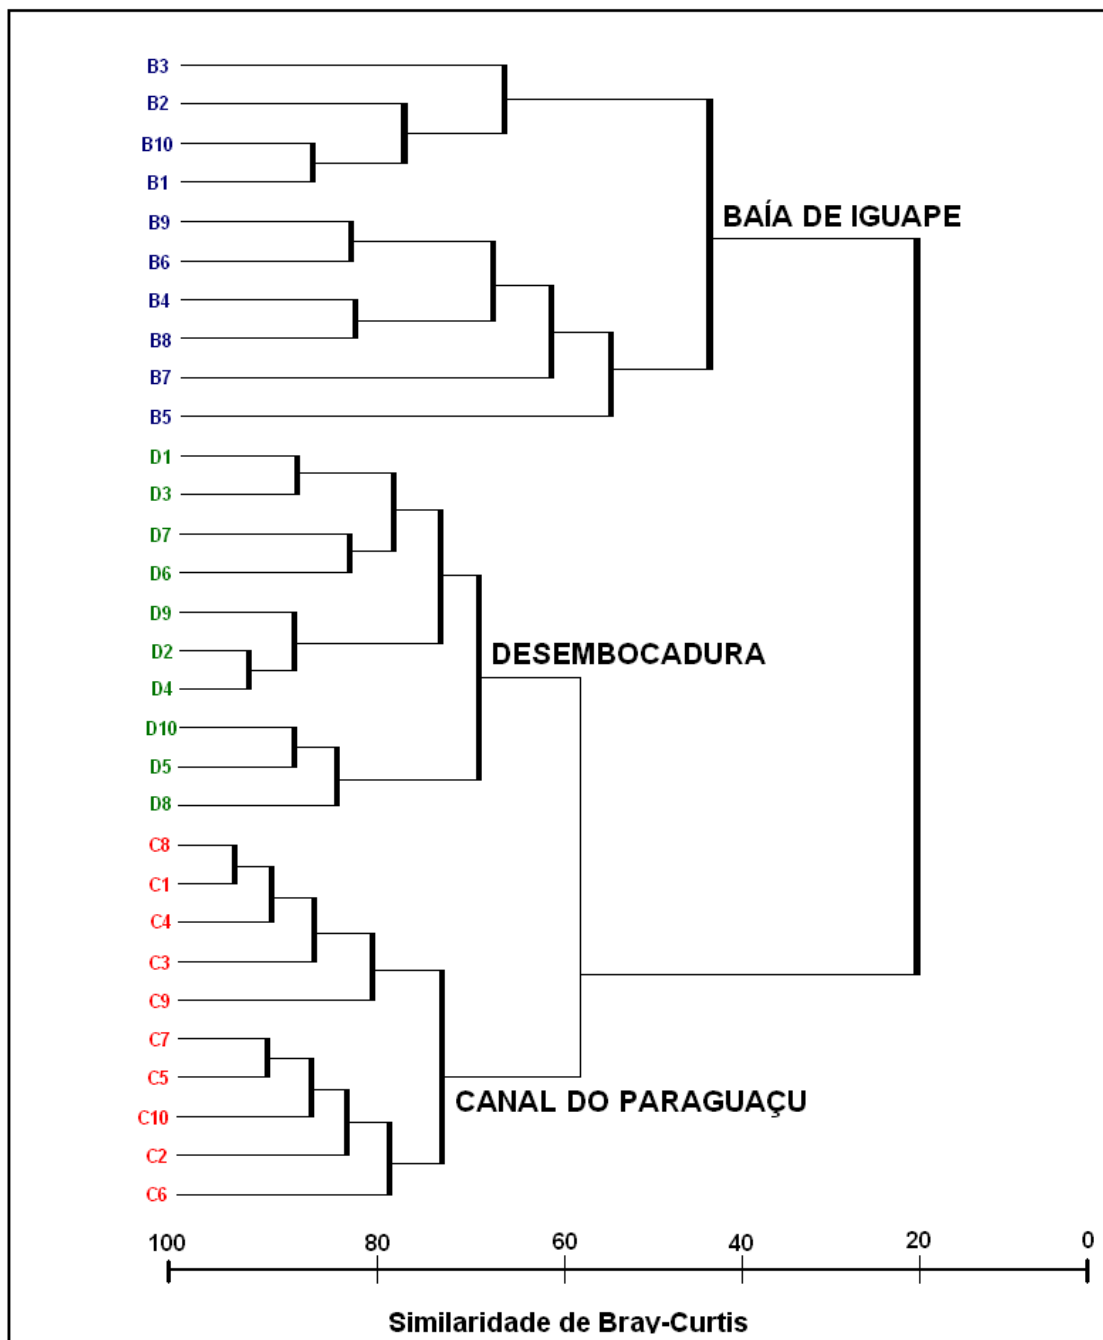 B3
B2
B10
B1
B9
BAÍA DE IGUAPE
B6
B4
B8
B7
B5
D1
D3
D7
D6
D9
D2
DESEMBOCADURA
D4
D10
D5
D8
C8
C1
C4
C3
C9
C7
C5
C10
CANAL DO PARAGUAÇU
C2
C6
100 80 60 40 20 0
Similaridade de Bray-Curtis